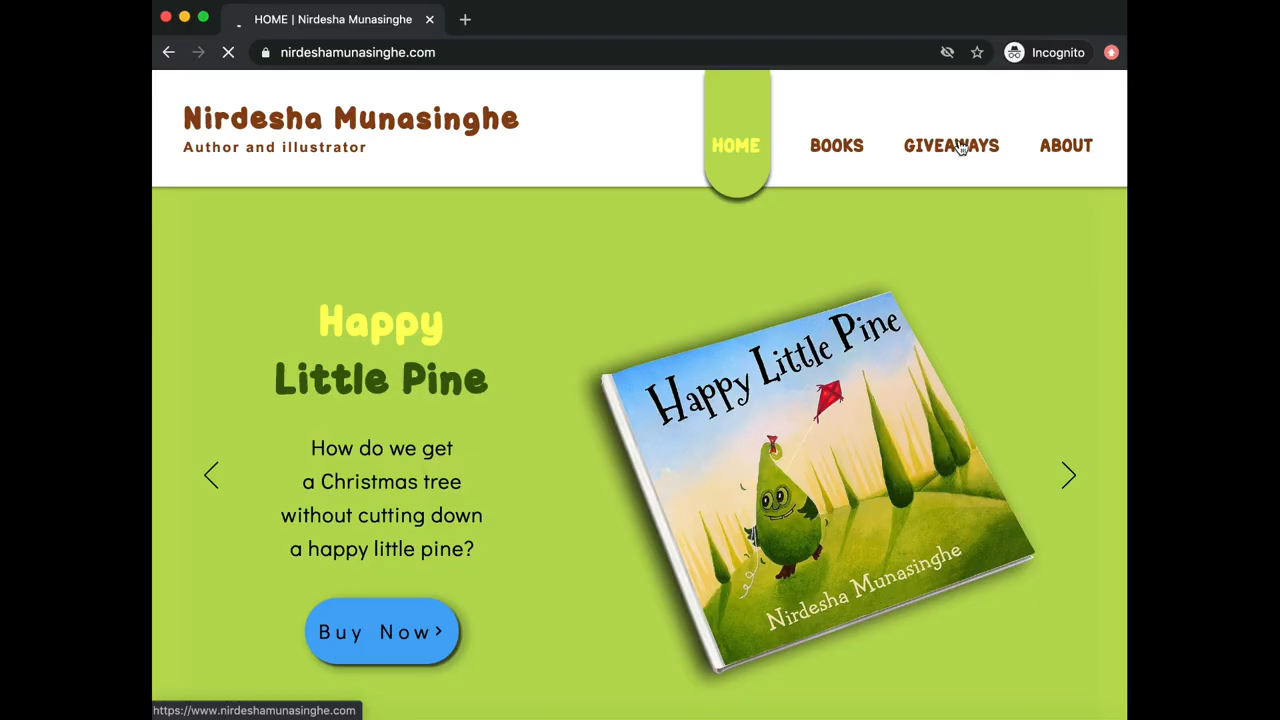 HOME | Nirdesha Munasinghe
nirdeshamunasinghe.com
Incognito
Nirdesha Munasinghe
Author and illustrator
HOME
BOOKS
GIVEAWAYS
ABOUT
Happy
Little Pine
How do we get
a Christmas tree
without cutting down
a happy little pine?
Buy Now>
Happy Little Pine
Nirdesha Munasinghe
https://www.nirdeshamunasinghe.com